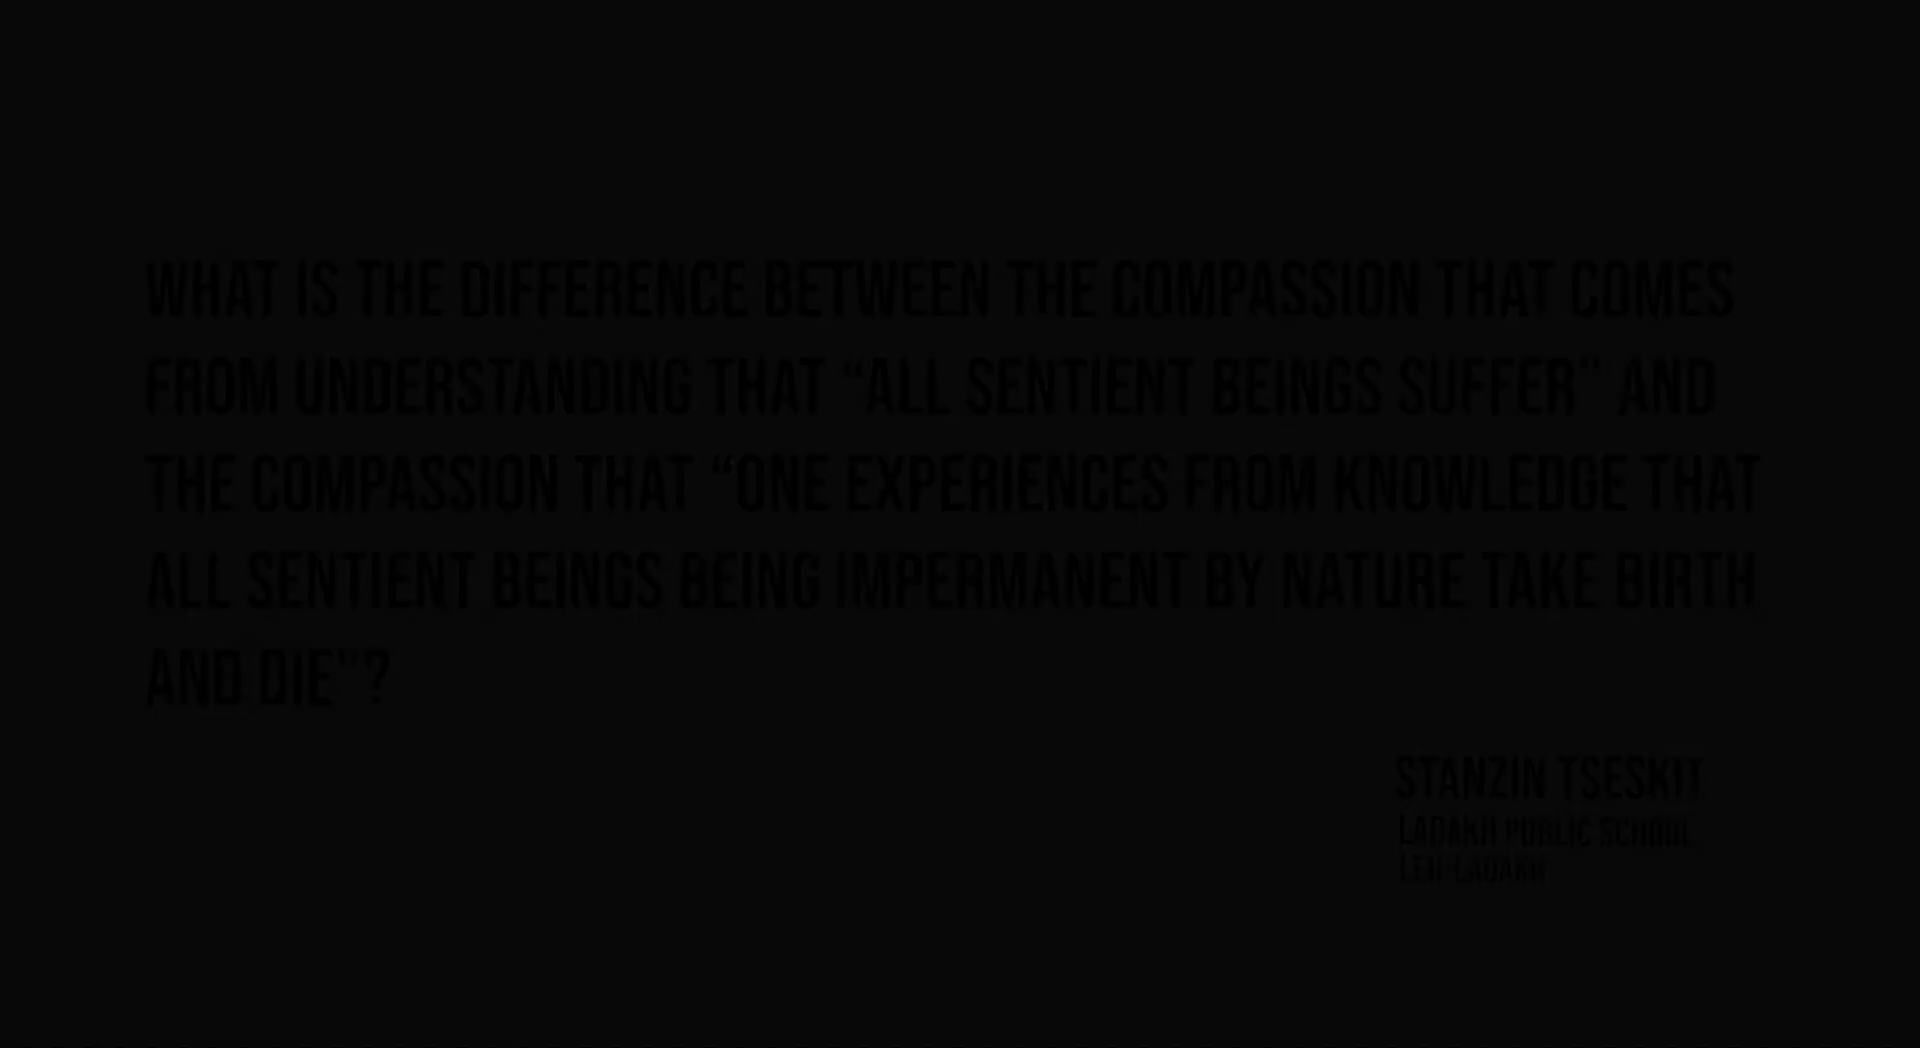 WHAT IS THE DIFFERENCE BETWEEN THE COMPASSION THAT COMES
FROM UNDERSTANDING THAT “ALL SENTIENT BEINGS SUFFER” AND
THE COMPASSION THAT “ONE EXPERIENCES FROM KNOWLEDGE THAT
ALL SENTIENT BEINGS BEING IMPERMANENT BY NATURE TAKE BIRTH
AND DIE”?
STANZIN TSESKIT
LADAKH PUBLIC SCHOOL
LEH-LADAKH